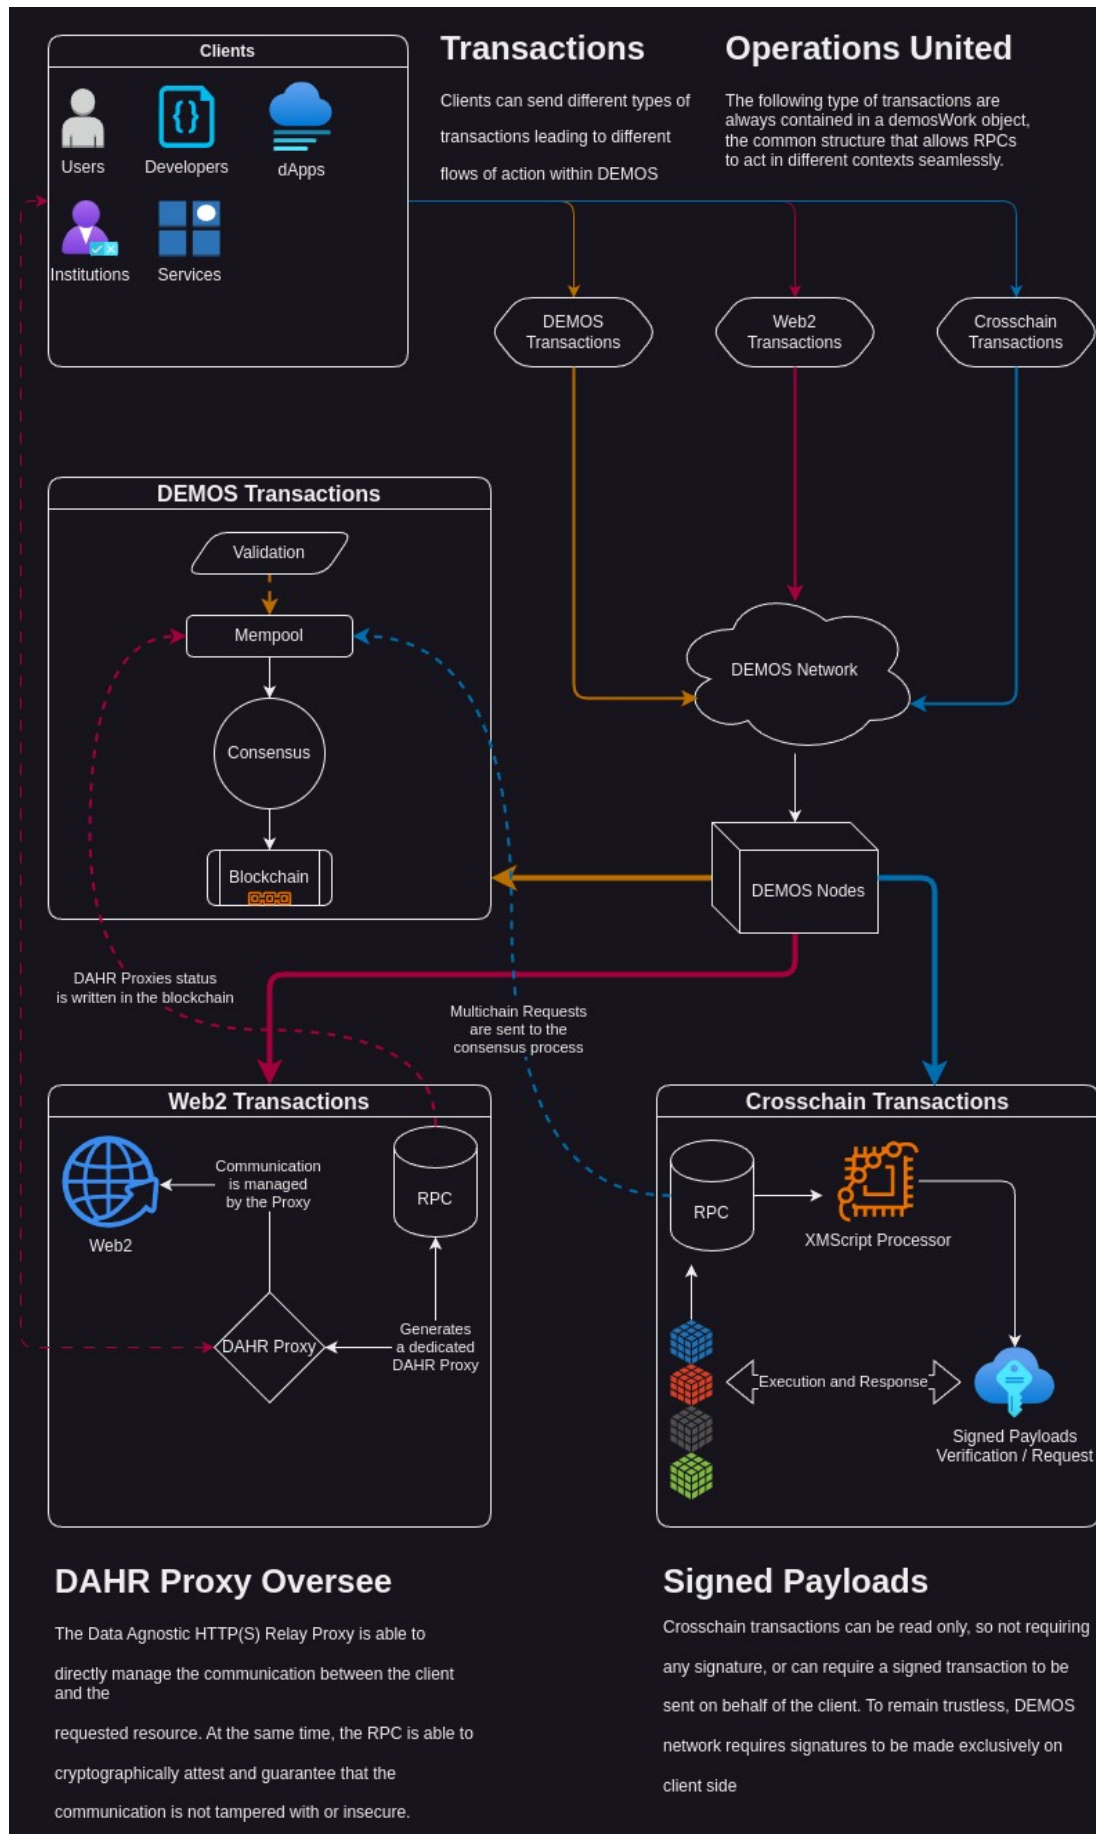 Clients
Users
Developers
dApps
Institutions
Services
Transactions
Clients can send different types of
transactions leading to different
flows of action within DEMOS
Operations United
The following type of transactions are
always contained in a demosWork object,
the common structure that allows RPCs
to act in different contexts seamlessly.
DEMOS
Transactions
Web2
Transactions
Crosschain
Transactions
DEMOS Network
DEMOS Nodes
DEMOS Transactions
Validation
Mempool
Consensus
Blockchain
DAHR Proxies status
is written in the blockchain
Multichain Requests
are sent to the
consensus process
Web2 Transactions
Web2
Communication
is managed
by the Proxy
RPC
DAHR Proxy
Generates
a dedicated
DAHR Proxy
Crosschain Transactions
RPC
XMScript Processor
Execution and Response
Signed Payloads
Verification / Request
DAHR Proxy Oversee
The Data Agnostic HTTP(S) Relay Proxy is able to
directly manage the communication between the client
and the
requested resource. At the same time, the RPC is able to
cryptographically attest and guarantee that the
communication is not tampered with or insecure.
Signed Payloads
Crosschain transactions can be read only, so not requiring
any signature, or can require a signed transaction to be
sent on behalf of the client. To remain trustless, DEMOS
network requires signatures to be made exclusively on
client side